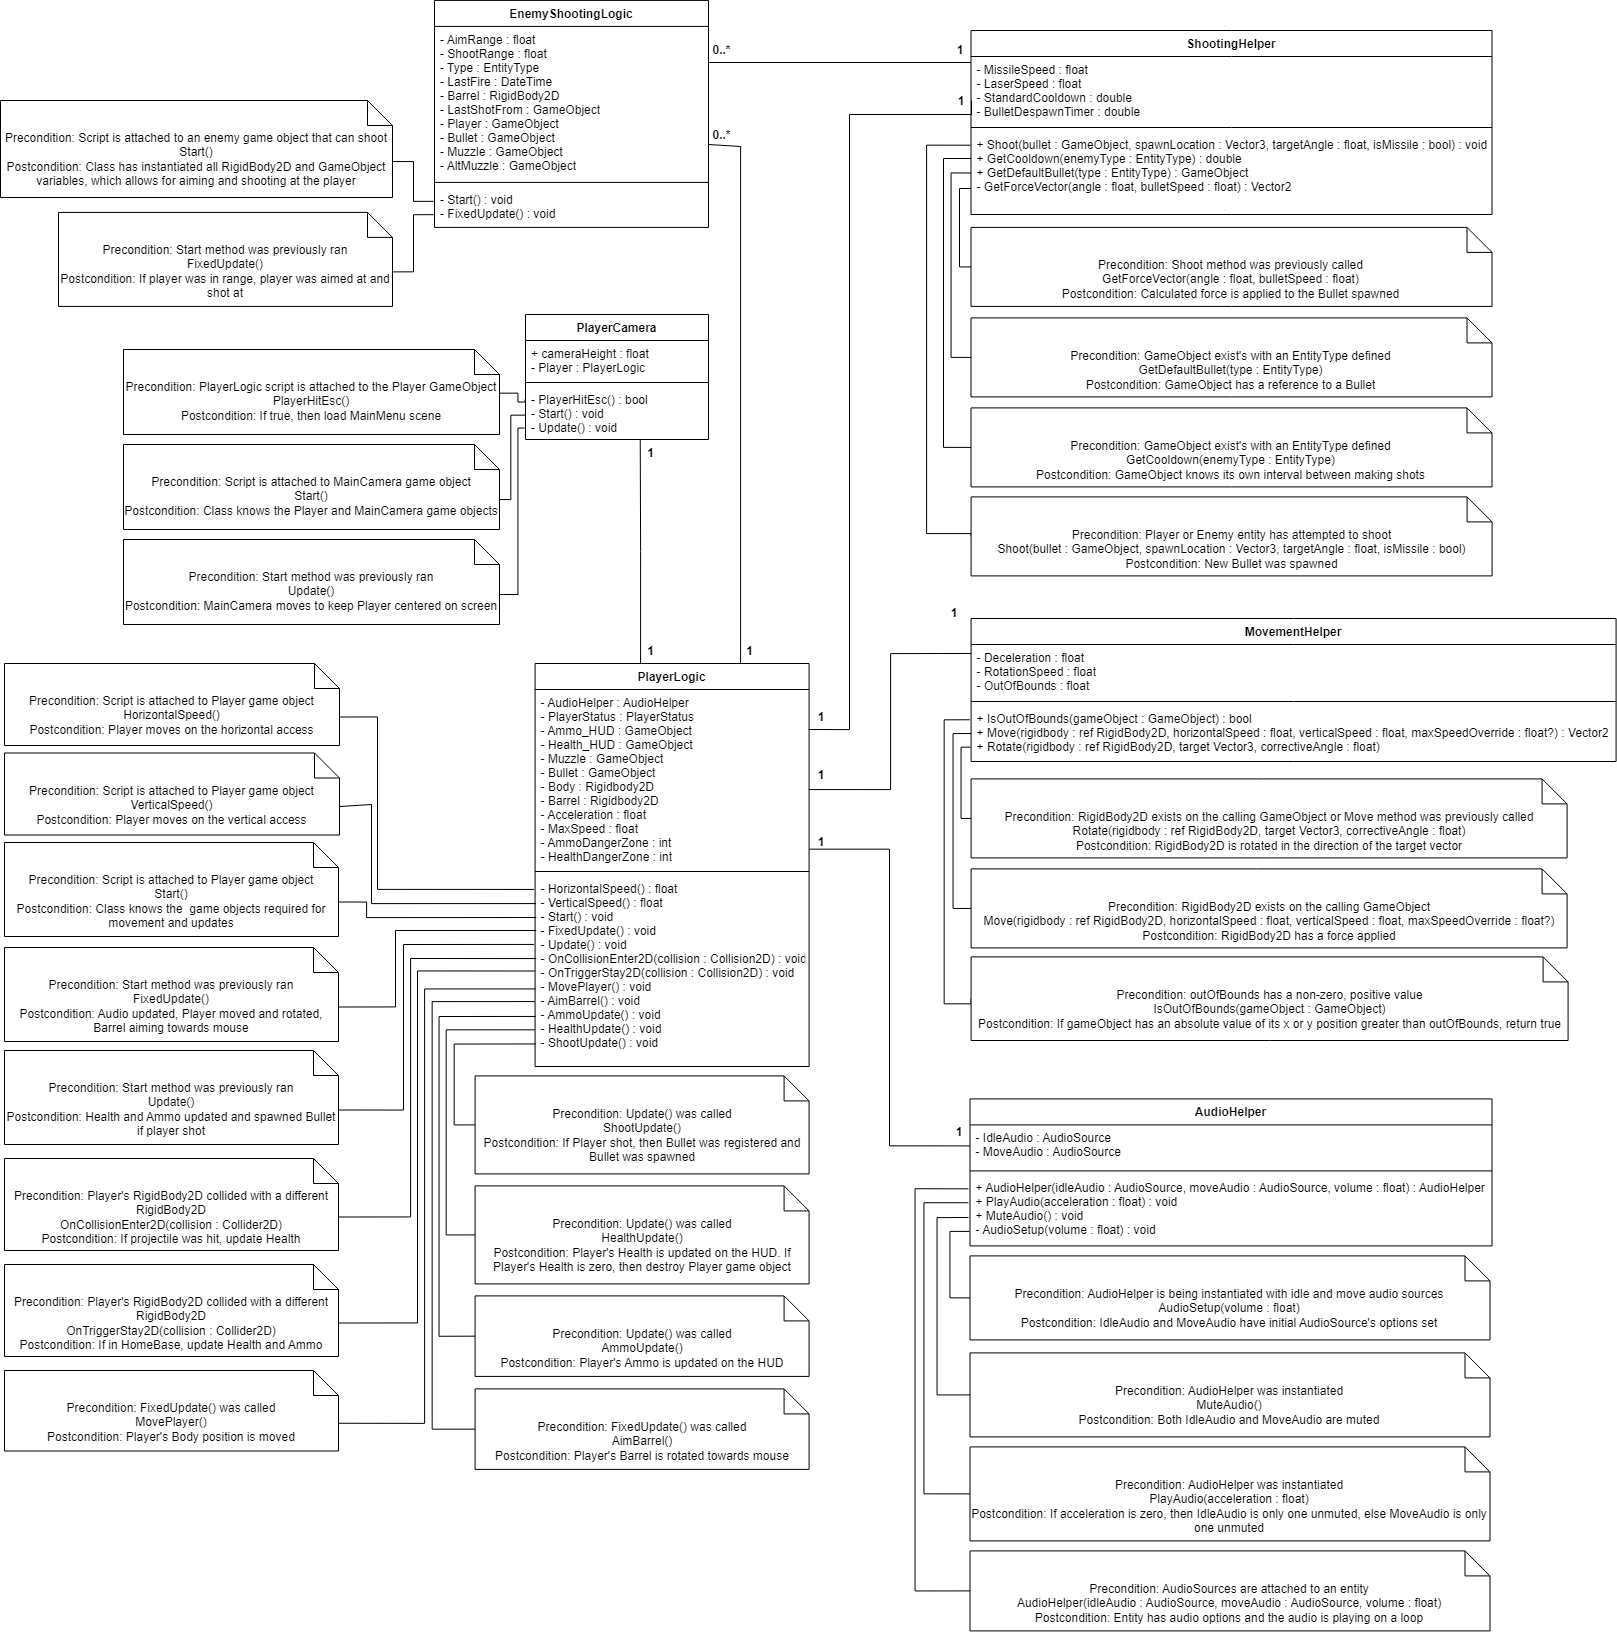 EnemyShootingLogic
- AimRange : float
- ShootRange : float
- Type : EntityType
- LastFire : DateTime
- Barrel : RigidBody2D
- LastShotFrom : GameObject
- Player : GameObject
- Bullet : GameObject
- Muzzle : GameObject
- AltMuzzle : GameObject
- Start() : void
- FixedUpdate() : void
0..*
1
0..*
1
ShootingHelper
- MissileSpeed : float
- LaserSpeed : float
- StandardCooldown : double
- BulletDespawnTimer : double
+ Shoot(bullet : GameObject, spawnLocation : Vector3, targetAngle : float, isMissile : bool) : void
+ GetCooldown(enemyType : EntityType) : double
+ GetDefaultBullet(type : EntityType) : GameObject
- GetForceVector(angle : float, bulletSpeed : float) : Vector2
Precondition: Script is attached to an enemy game object that can shoot
Start()
Postcondition: Class has instantiated all RigidBody2D and GameObject
variables, which allows for aiming and shooting at the player
Precondition: Start method was previously ran
FixedUpdate()
Postcondition: If player was in range, player was aimed at and
shot at
Precondition: Shoot method was previously called
GetForceVector(angle : float, bulletSpeed : float)
Postcondition: Calculated force is applied to the Bullet spawned
Precondition: GameObject exist's with an EntityType defined
GetDefaultBullet(type : EntityType)
Postcondition: GameObject has a reference to a Bullet
Precondition: GameObject exist's with an EntityType defined
GetCooldown(enemyType : EntityType)
Postcondition: GameObject knows its own interval between making shots
Precondition: Player or Enemy entity has attempted to shoot
Shoot(bullet : GameObject, spawnLocation : Vector3, targetAngle : float, isMissile : bool)
Postcondition: New Bullet was spawned
PlayerCamera
+ cameraHeight : float
- Player : PlayerLogic
- PlayerHitEsc() : bool
- Start() : void
- Update() : void
1
1
1
Precondition: PlayerLogic script is attached to the Player GameObject
PlayerHitEsc()
Postcondition: If true, then load MainMenu scene
Precondition: Script is attached to MainCamera game object
Start()
Postcondition: Class knows the Player and MainCamera game objects
Precondition: Start method was previously ran
Update()
Postcondition: MainCamera moves to keep Player centered on screen
1
MovementHelper
- Deceleration : float
- RotationSpeed : float
- OutOfBounds : float
+ IsOutOfBounds(gameObject : GameObject) : bool
+ Move(rigidbody : ref RigidBody2D, horizontalSpeed : float, verticalSpeed : float, maxSpeedOverride : float?) : Vector2
+ Rotate(rigidbody : ref RigidBody2D, target Vector3, correctiveAngle : float)
Precondition: RigidBody2D exists on the calling GameObject or Move method was previously called
Rotate(rigidbody : ref RigidBody2D, target Vector3, correctiveAngle : float)
Postcondition: RigidBody2D is rotated in the direction of the target vector
Precondition: RigidBody2D exists on the calling GameObject
Move(rigidbody : ref RigidBody2D, horizontalSpeed : float, verticalSpeed : float, maxSpeedOverride : float?)
Postcondition: RigidBody2D has a force applied
Precondition: outOfBounds has a non-zero, positive value
IsOutOfBounds(gameObject : GameObject)
Postcondition: If gameObject has an absolute value of its x or y position greater than outOfBounds, return true
PlayerLogic
- AudioHelper : AudioHelper
- PlayerStatus : PlayerStatus
- Ammo_HUD : GameObject
- Health_HUD : GameObject
- Muzzle : GameObject
- Bullet : GameObject
- Body : Rigidbody2D
- Barrel : Rigidbody2D
- Acceleration : float
- MaxSpeed : float
- AmmoDangerZone : int
- HealthDangerZone : int
- HorizontalSpeed() : float
- VerticalSpeed() : float
- Start() : void
- FixedUpdate() : void
- Update() : void
- OnCollisionEnter2D(collision : Collision2D) : void
- OnTriggerStay2D(collision : Collision2D) : void
- MovePlayer() : void
- AimBarrel() : void
- AmmoUpdate() : void
- HealthUpdate() : void
- ShootUpdate() : void
1
1
1
Precondition: Script is attached to Player game object
HorizontalSpeed()
Postcondition: Player moves on the horizontal access
Precondition: Script is attached to Player game object
VerticalSpeed()
Postcondition: Player moves on the vertical access
Precondition: Script is attached to Player game object
Start()
Postcondition: Class knows the  game objects required for
movement and updates
Precondition: Start method was previously ran
FixedUpdate()
Postcondition: Audio updated, Player moved and rotated,
Barrel aiming towards mouse
Precondition: Start method was previously ran
Update()
Postcondition: Health and Ammo updated and spawned Bullet
if player shot
Precondition: Player's RigidBody2D collided with a different
RigidBody2D
OnCollisionEnter2D(collision : Collider2D)
Postcondition: If projectile was hit, update Health
Precondition: Player's RigidBody2D collided with a different
RigidBody2D
OnTriggerStay2D(collision : Collider2D)
Postcondition: If in HomeBase, update Health and Ammo
Precondition: FixedUpdate() was called
MovePlayer()
Postcondition: Player's Body position is moved
Precondition: Update() was called
ShootUpdate()
Postcondition: If Player shot, then Bullet was registered and
Bullet was spawned
Precondition: Update() was called
HealthUpdate()
Postcondition: Player's Health is updated on the HUD. If
Player's Health is zero, then destroy Player game object
Precondition: Update() was called
AmmoUpdate()
Postcondition: Player's Ammo is updated on the HUD
Precondition: FixedUpdate() was called
AimBarrel()
Postcondition: Player's Barrel is rotated towards mouse
1
AudioHelper
- IdleAudio : AudioSource
- MoveAudio : AudioSource
+ AudioHelper(idleAudio : AudioSource, moveAudio : AudioSource, volume : float) : AudioHelper
+ PlayAudio(acceleration : float) : void
+ MuteAudio() : void
- AudioSetup(volume : float) : void
Precondition: AudioHelper is being instantiated with idle and move audio sources
AudioSetup(volume : float)
Postcondition: IdleAudio and MoveAudio have initial AudioSource's options set
Precondition: AudioHelper was instantiated
MuteAudio()
Postcondition: Both IdleAudio and MoveAudio are muted
Precondition: AudioHelper was instantiated
PlayAudio(acceleration : float)
Postcondition: If acceleration is zero, then IdleAudio is only one unmuted, else MoveAudio is only
one unmuted
Precondition: AudioSources are attached to an entity
AudioHelper(idleAudio : AudioSource, moveAudio : AudioSource, volume : float)
Postcondition: Entity has audio options and the audio is playing on a loop